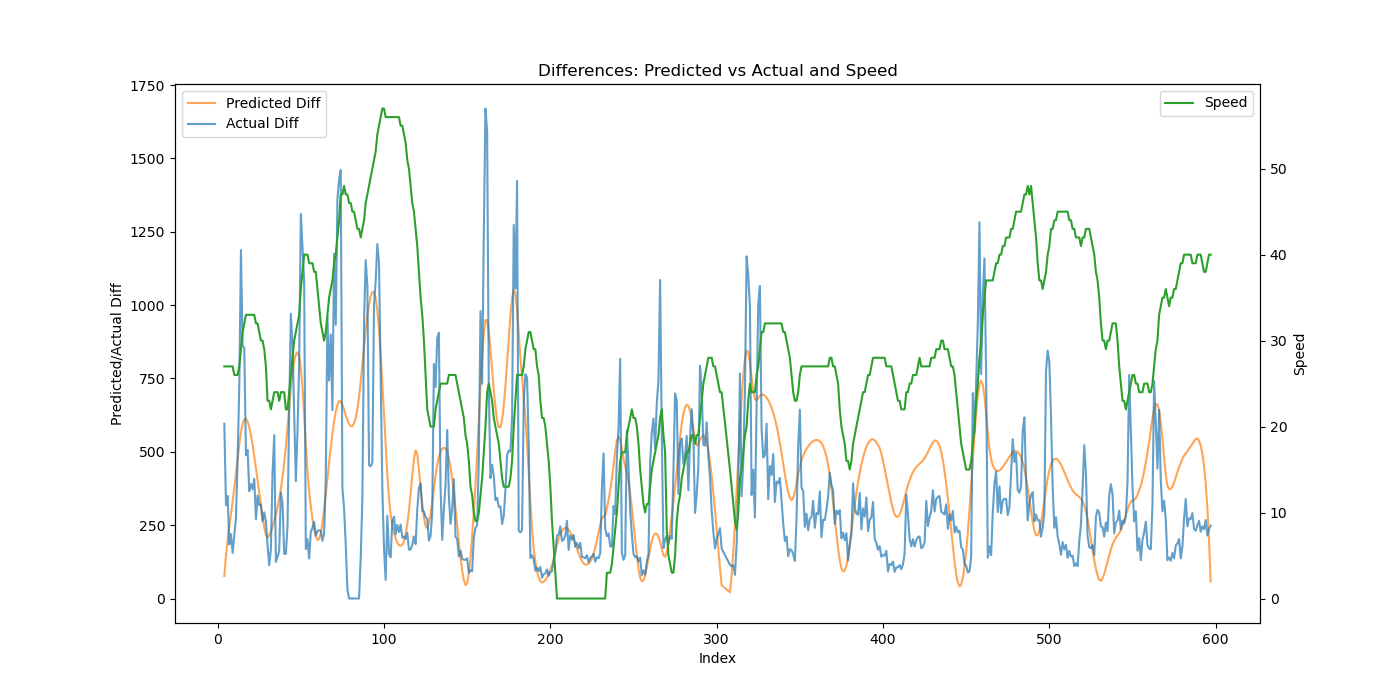 Differences: Predicted vs Actual and Speed
Predicted Diff
Actual Diff
Speed
1750
1500
1250
1000
750
500
250
0
Predicted/Actual Diff
50
40
30
20
10
0
Speed
0 100 200 300 400 500 600
Index